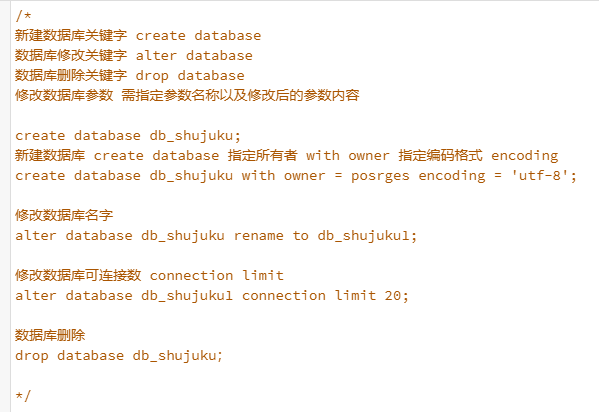 /*
新建数据库关键字 create database
数据库修改关键字 alter database
数据库删除关键字 drop database
修改数据库参数 需指定参数名称以及修改后的参数内容
create database db_shujuku;
新建数据库 create database 指定所有者 with owner 指定编码格式 encoding
create database db_shujuku with owner = posrges encoding = 'utf-8';
修改数据库名字
alter database db_shujuku rename to db_shujuku1;
修改数据库可连接数 connection limit
alter database db_shujuku1 connection limit 20;
数据库删除
drop database db_shujuku;
*/